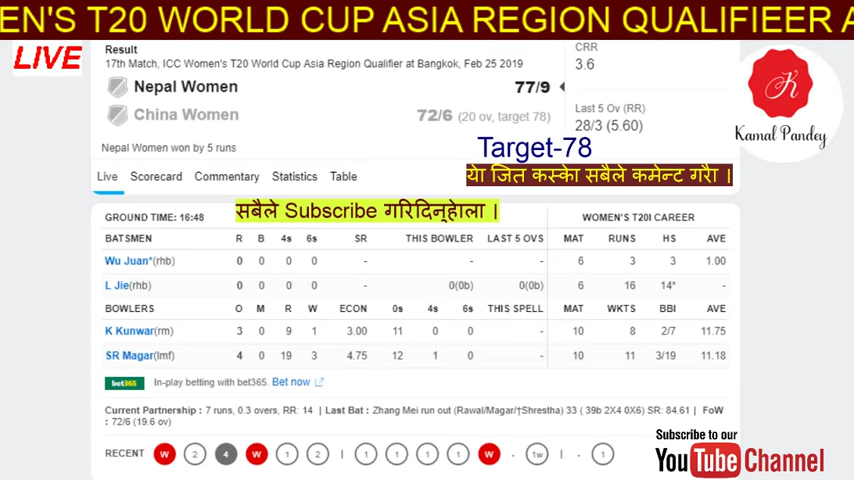 EN'S T20 WORLD CUP ASIA REGION QUALIFIEER A
LIVE
Result
17th Match, ICC Women's T20 World Cup Asia Region Qualifier at Bangkok, Feb 25 2019
Nepal Women 77/9
China Women 72/6 (20 ov, target 78)
Nepal Women won by 5 runs
CRR
3.6
Last 5 Ov (RR)
28/3 (5.60)
K
Kamal Pandey
Target-78
यो जित कस्को सबैले कमेन्ट गरौ ।
Live Scorecard Commentary Statistics Table
सबैले Subscribe गरिदिनुहोला ।
GROUND TIME: 16:48 WOMEN'S T20I CAREER
BATSMEN R B 4s 6s SR THIS BOWLER LAST 5 OVS MAT RUNS HS AVE
Wu Juan*(rhb) 0 0 0 0 - - - 6 3 3 1.00
L Jie(rhb) 0 0 0 0 - 0(0b) 0(0b) 6 16 14* -
BOWLERS O M R W ECON 0s 4s 6s THIS SPELL MAT WKTS BBI AVE
K Kunwar(rm) 3 0 9 1 3.00 11 0 0 - 10 8 2/7 11.75
SR Magar(lmf) 4 0 19 3 4.75 12 1 0 - 10 11 3/19 11.18
bet365 In-play betting with bet365. Bet now
Current Partnership : 7 runs, 0.3 overs, RR: 14 | Last Bat : Zhang Mei run out (Rawal/Magar/†Shrestha) 33 ( 39b 2X4 0X6) SR: 84.61 | FoW
: 72/6 (19.6 ov)
RECENT W 2 4 W 1 2 | 1 1 1 1 W . 1w | . 1
Subscribe to our
YouTube Channel